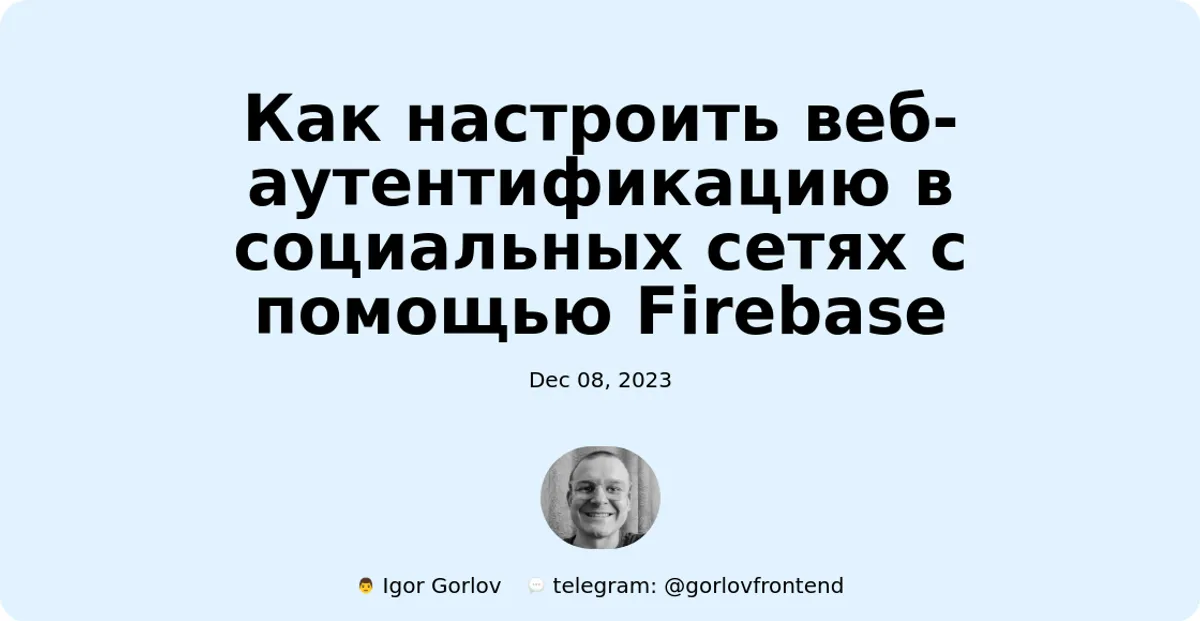 Как настроить веб-
аутентификацию в
социальных сетях с
помощью Firebase
Dec 08, 2023
👨 Igor Gorlov 💬 telegram: @gorlovfrontend